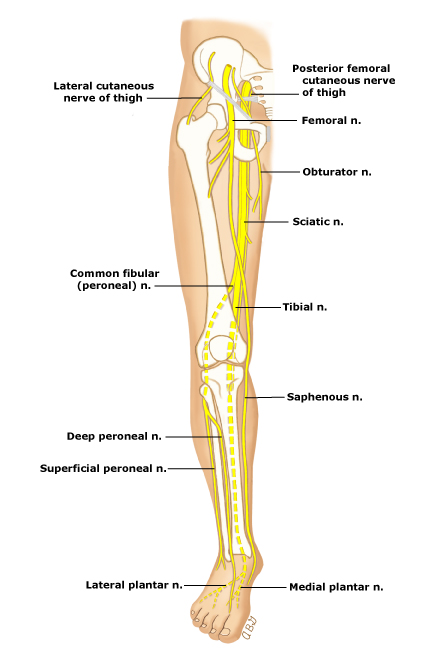 Lateral cutaneous
nerve of thigh
Posterior femoral
cutaneous nerve
of thigh
Femoral n.
Obturator n.
Sciatic n.
Common fibular
(peroneal) n.
Tibial n.
Saphenous n.
Deep peroneal n.
Superficial peroneal n.
Lateral plantar n.
Medial plantar n.